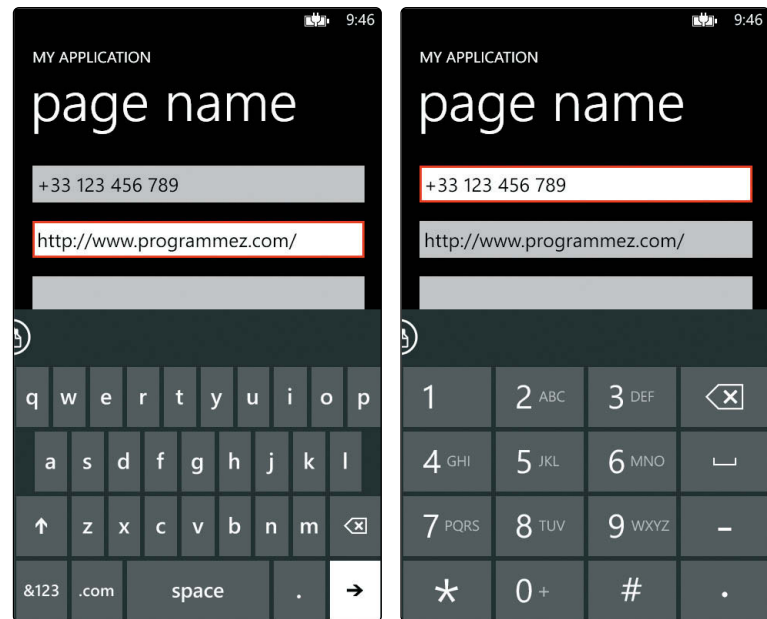 9:46
MY APPLICATION
page name
+33 123 456 789
http://www.programmez.com/
q w e r t y u i o p
a s d f g h j k l
z x c v b n m
&123 .com space .
9:46
MY APPLICATION
page name
+33 123 456 789
http://www.programmez.com/
1 2 ABC 3 DEF
4 GHI 5 JKL 6 MNO
7 PQRS 8 TUV 9 WXYZ -
* 0 + # .